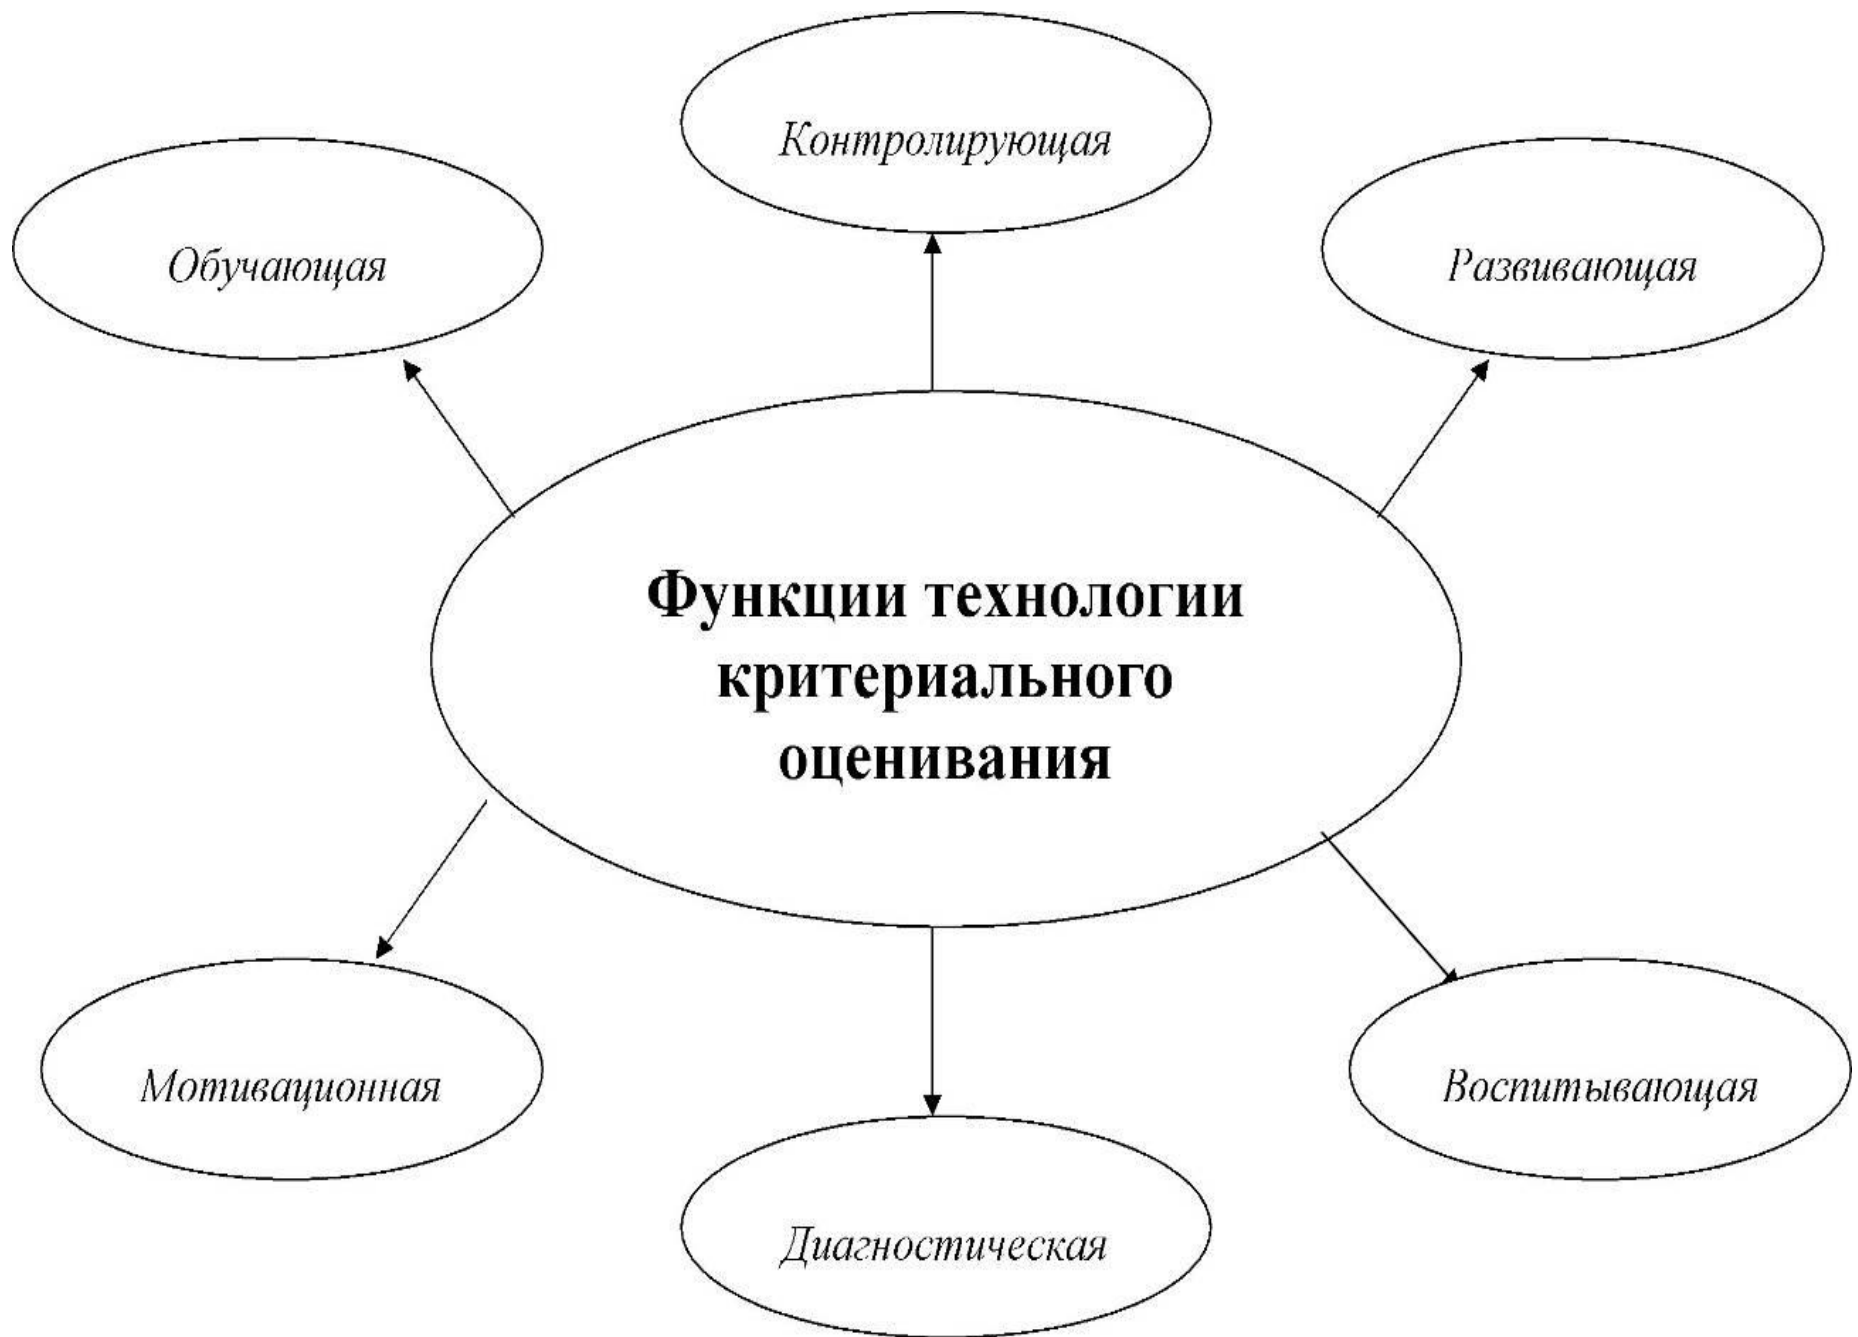 Контролирующая
Обучающая
Развивающая
Функции технологии
критериального
оценивания
Мотивационная
Воспитывающая
Диагностическая